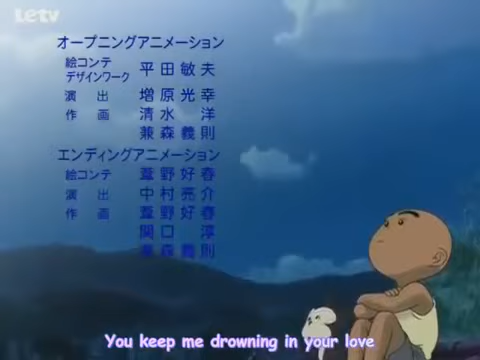 Letv
オープニングアニメーション
絵コンテ
デザインワーク 平田敏夫
演出 増原光幸
作画 清水洋
兼森義則
エンディングアニメーション
絵コンテ 葦野好春
演出 中村亮介
作画 葦野好春
関口淳
兼森義則
You keep me drowning in your love